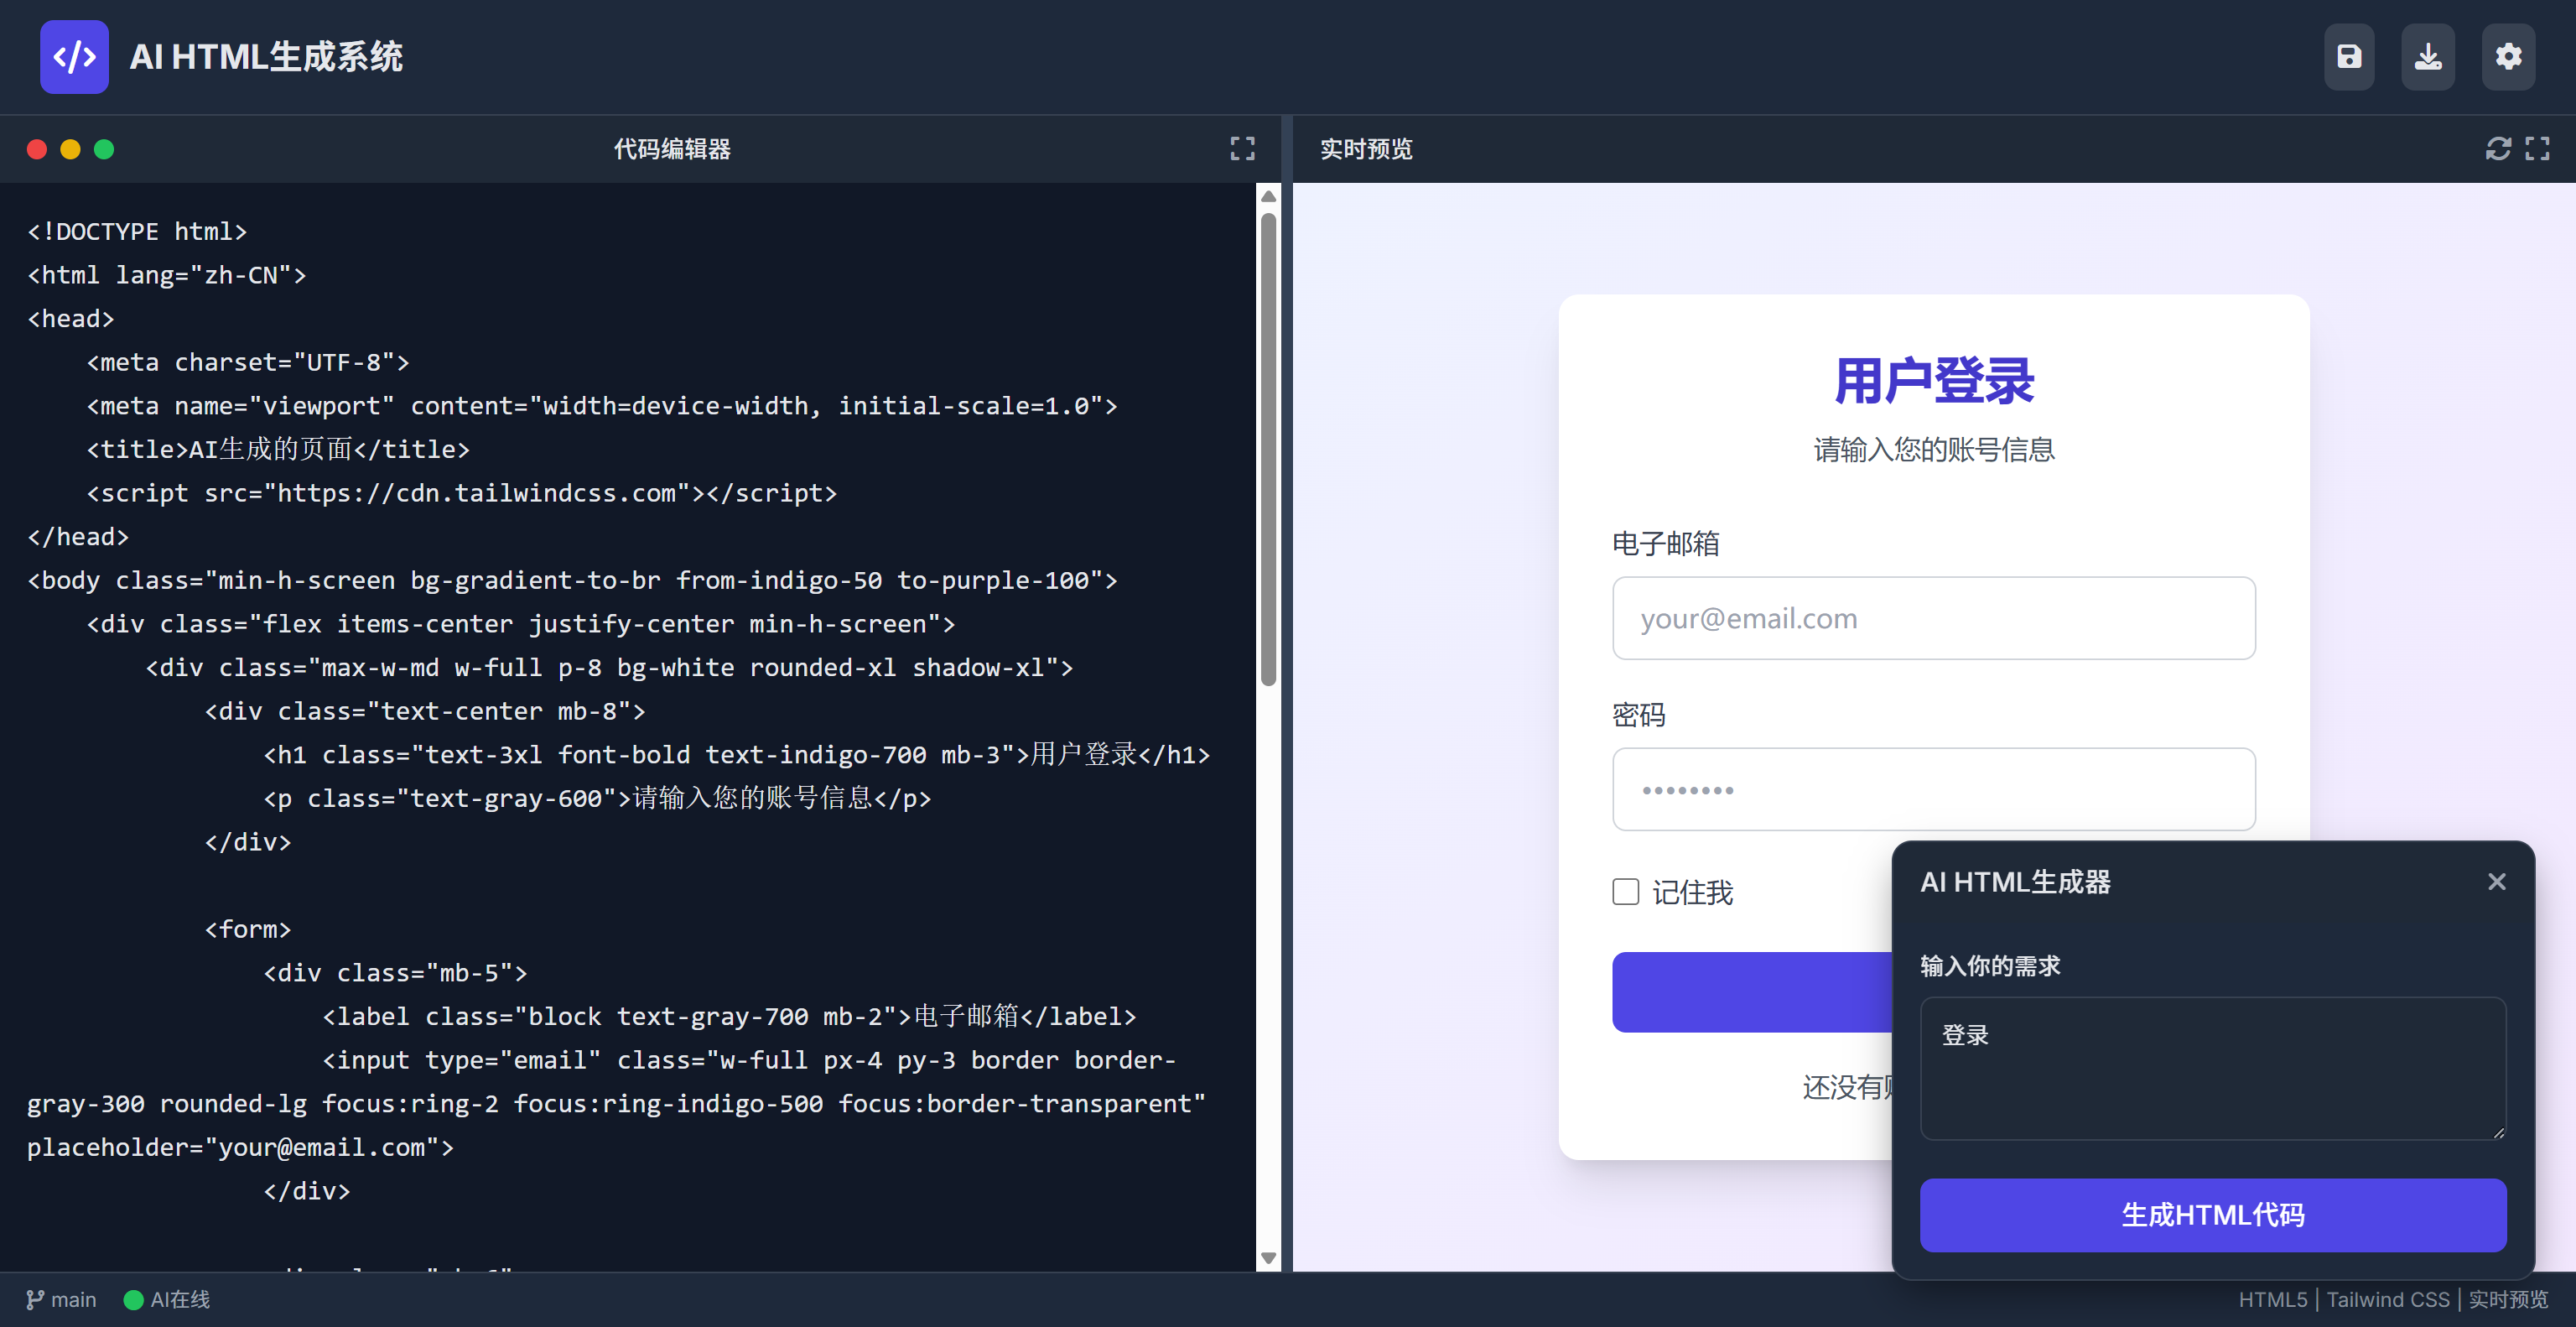 AI HTML生成系统
代码编辑器
<!DOCTYPE html>
<html lang="zh-CN">
<head>
    <meta charset="UTF-8">
    <meta name="viewport" content="width=device-width, initial-scale=1.0">
    <title>AI生成的页面</title>
    <script src="https://cdn.tailwindcss.com"></script>
</head>
<body class="min-h-screen bg-gradient-to-br from-indigo-50 to-purple-100">
    <div class="flex items-center justify-center min-h-screen">
        <div class="max-w-md w-full p-8 bg-white rounded-xl shadow-xl">
            <div class="text-center mb-8">
                <h1 class="text-3xl font-bold text-indigo-700 mb-3">用户登录</h1>
                <p class="text-gray-600">请输入您的账号信息</p>
            </div>
            <form>
                <div class="mb-5">
                    <label class="block text-gray-700 mb-2">电子邮箱</label>
                    <input type="email" class="w-full px-4 py-3 border border-
gray-300 rounded-lg focus:ring-2 focus:ring-indigo-500 focus:border-transparent"
placeholder="your@email.com">
                </div>
实时预览
用户登录
请输入您的账号信息
电子邮箱
your@email.com
密码
••••••••
记住我
还没有
AI HTML生成器
输入你的需求
登录
生成HTML代码
main
AI在线
HTML5 | Tailwind CSS | 实时预览